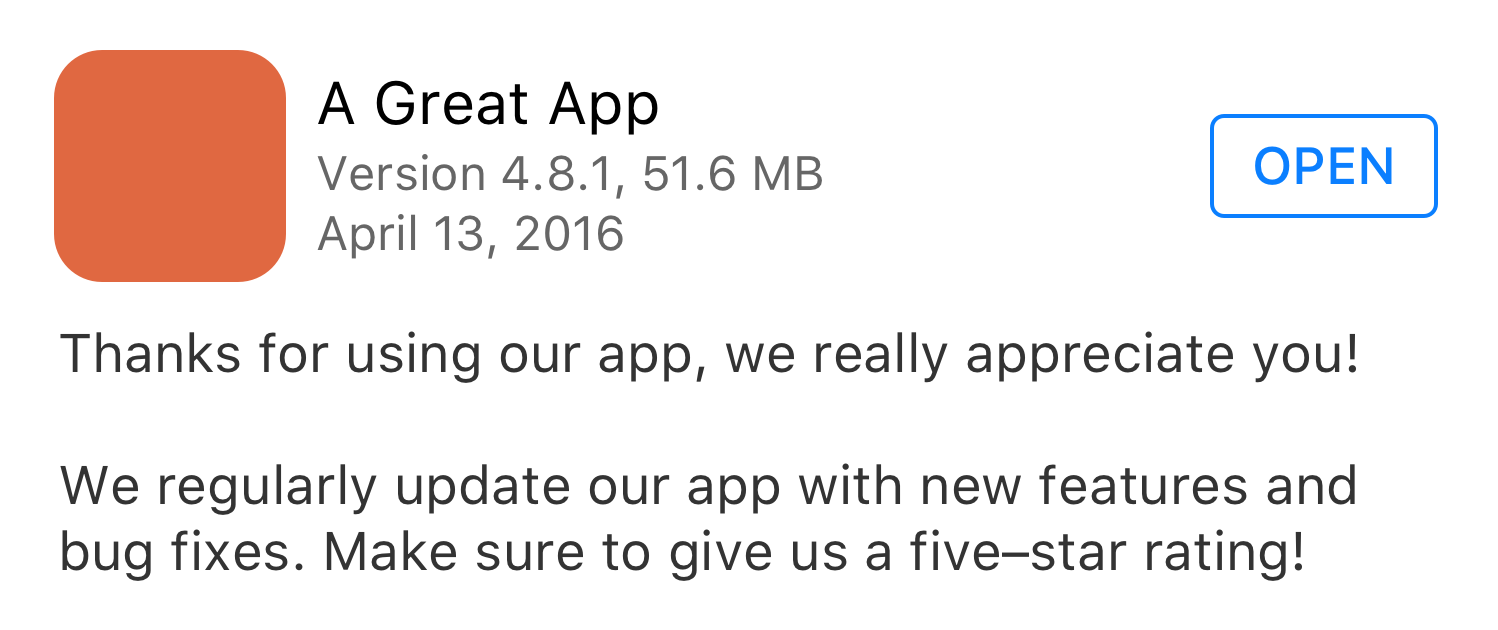 A Great App
Version 4.8.1, 51.6 MB
April 13, 2016
OPEN
Thanks for using our app, we really appreciate you!
We regularly update our app with new features and
bug fixes. Make sure to give us a five–star rating!